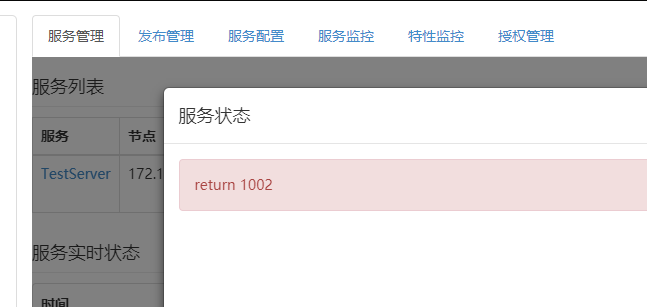 服务管理 发布管理 服务配置 服务监控 特性监控 授权管理
服务列表
服务状态
服务 节点
TestServer 172.1
return 1002
服务实时状态
时间